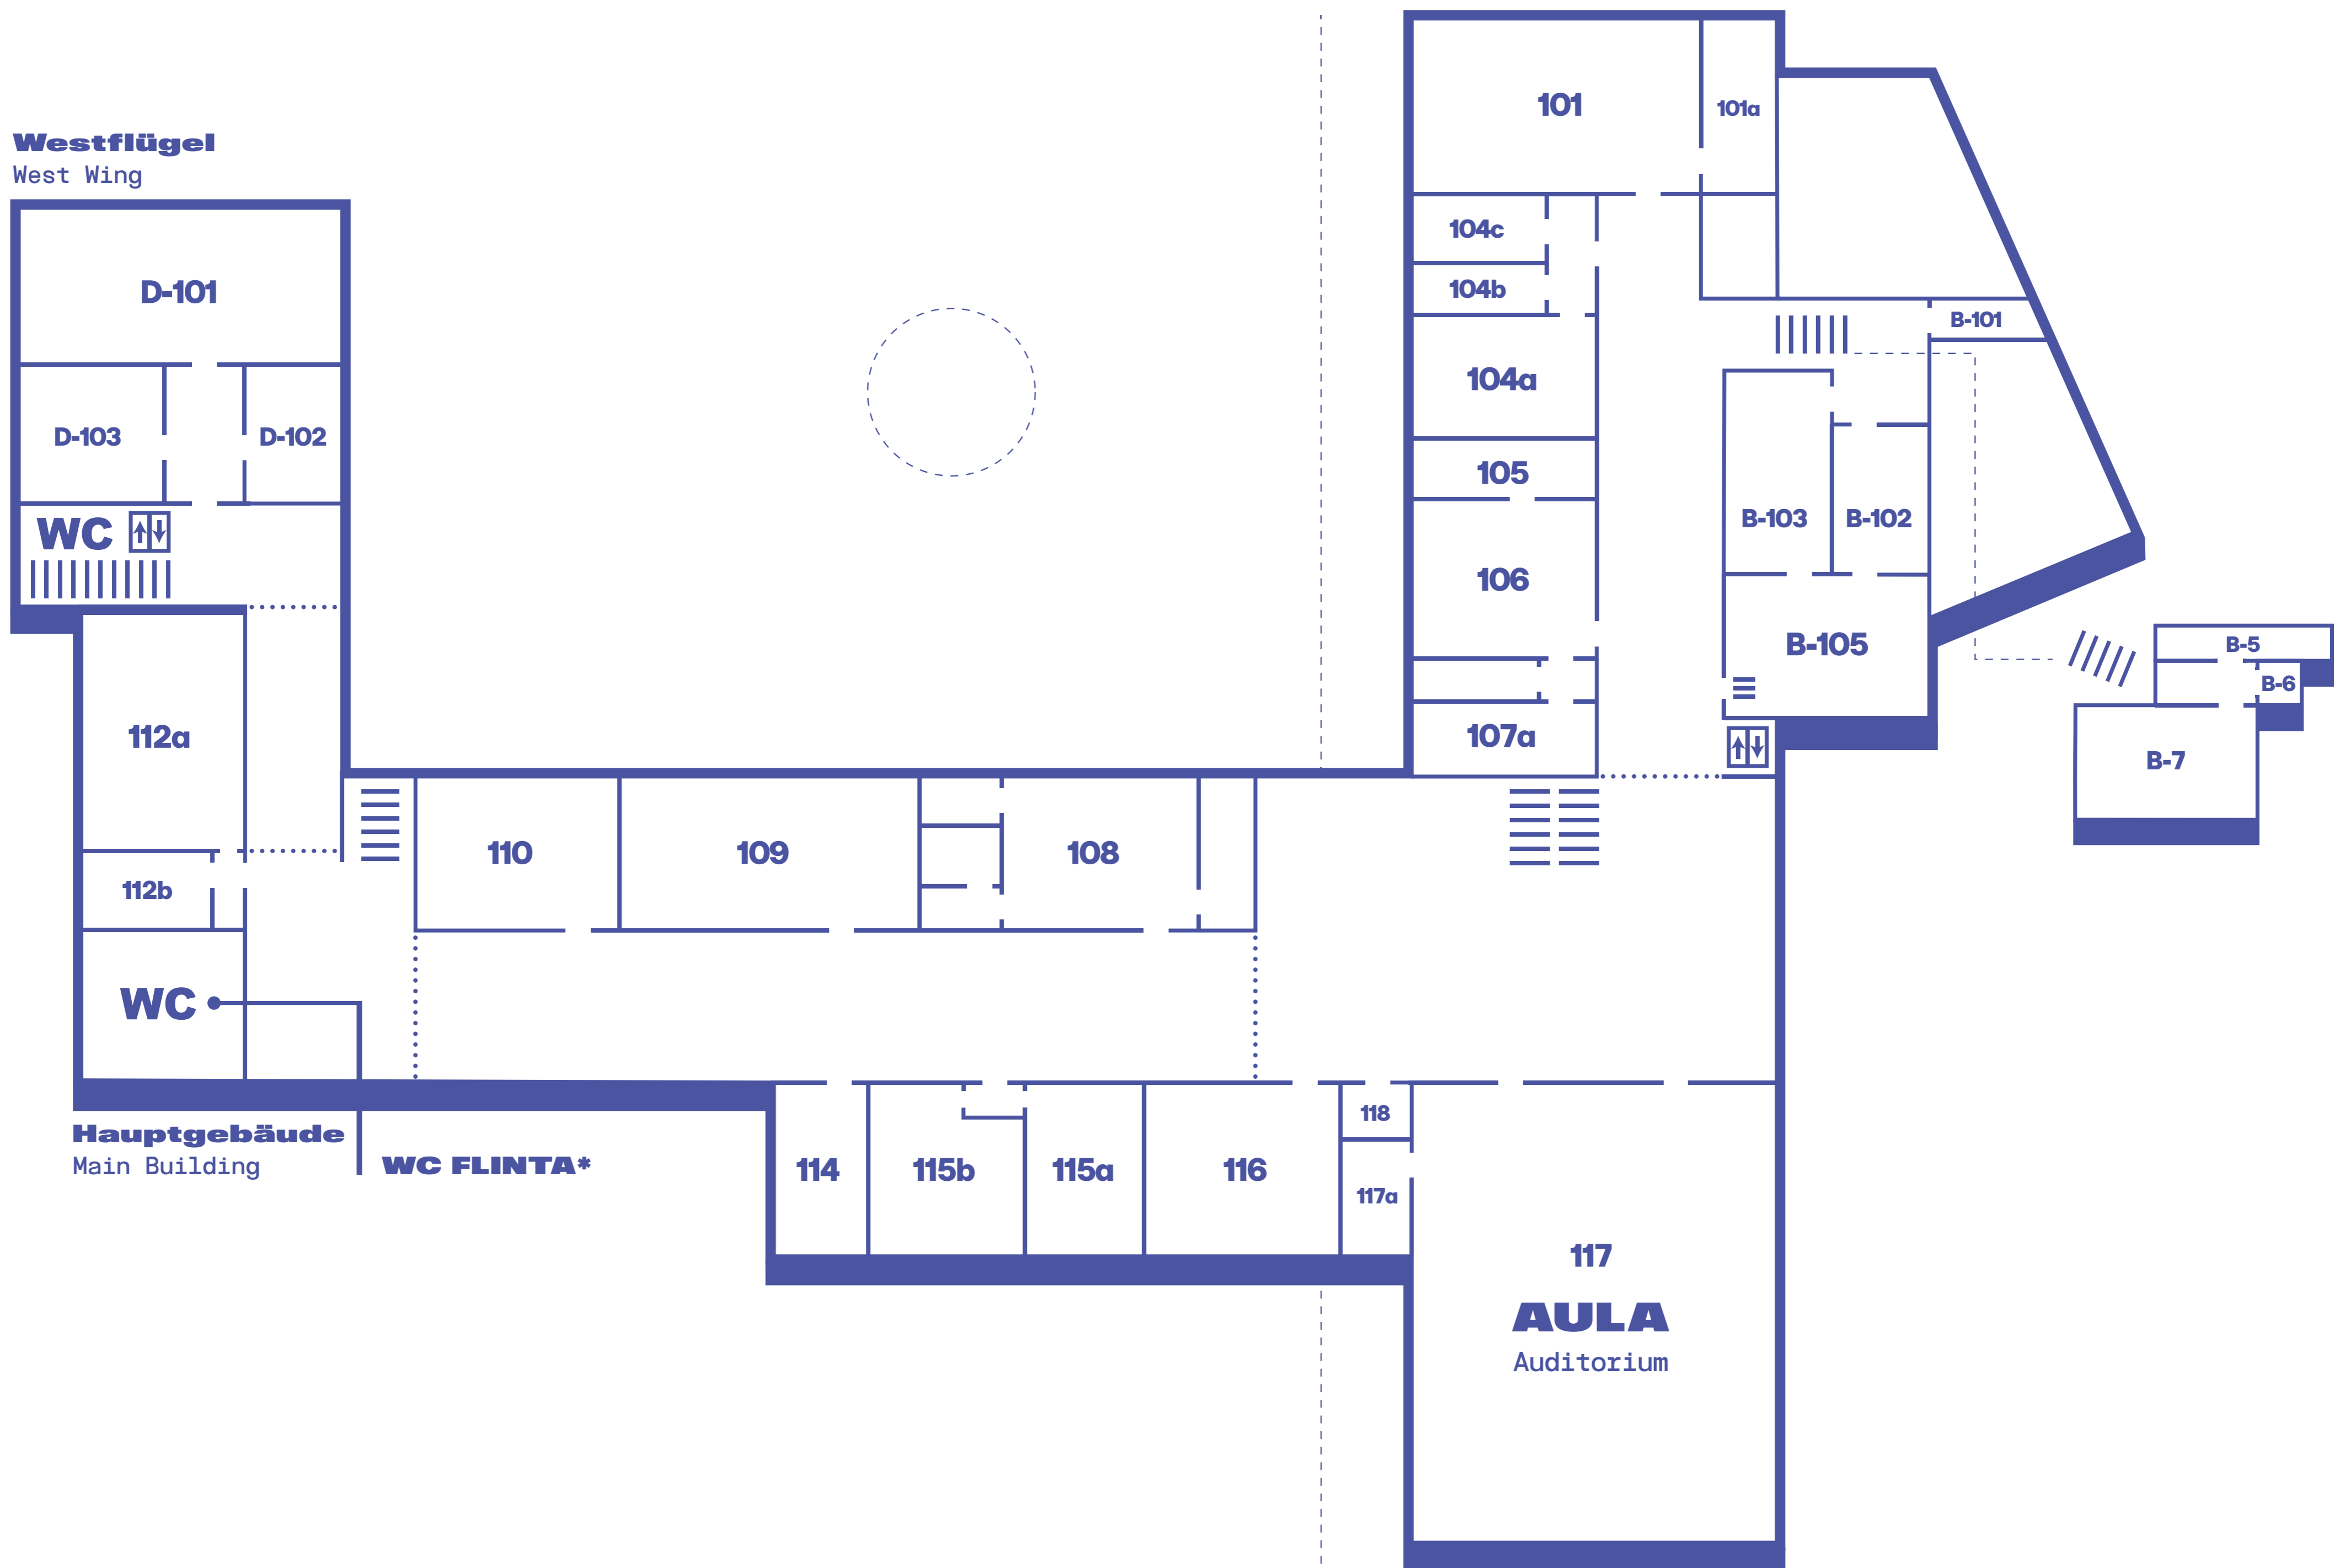 101
101a
Westflügel
West Wing
104c
D-101
104b
B-101
104a
D-103
D-102
105
WC
B-103
B-102
106
B-105
B-5
B-6
112a
107a
B-7
110
109
108
112b
WC
118
Hauptgebäude
Main Building
WC FLINTA*
114
115b
115a
116
117a
117
AULA
Auditorium